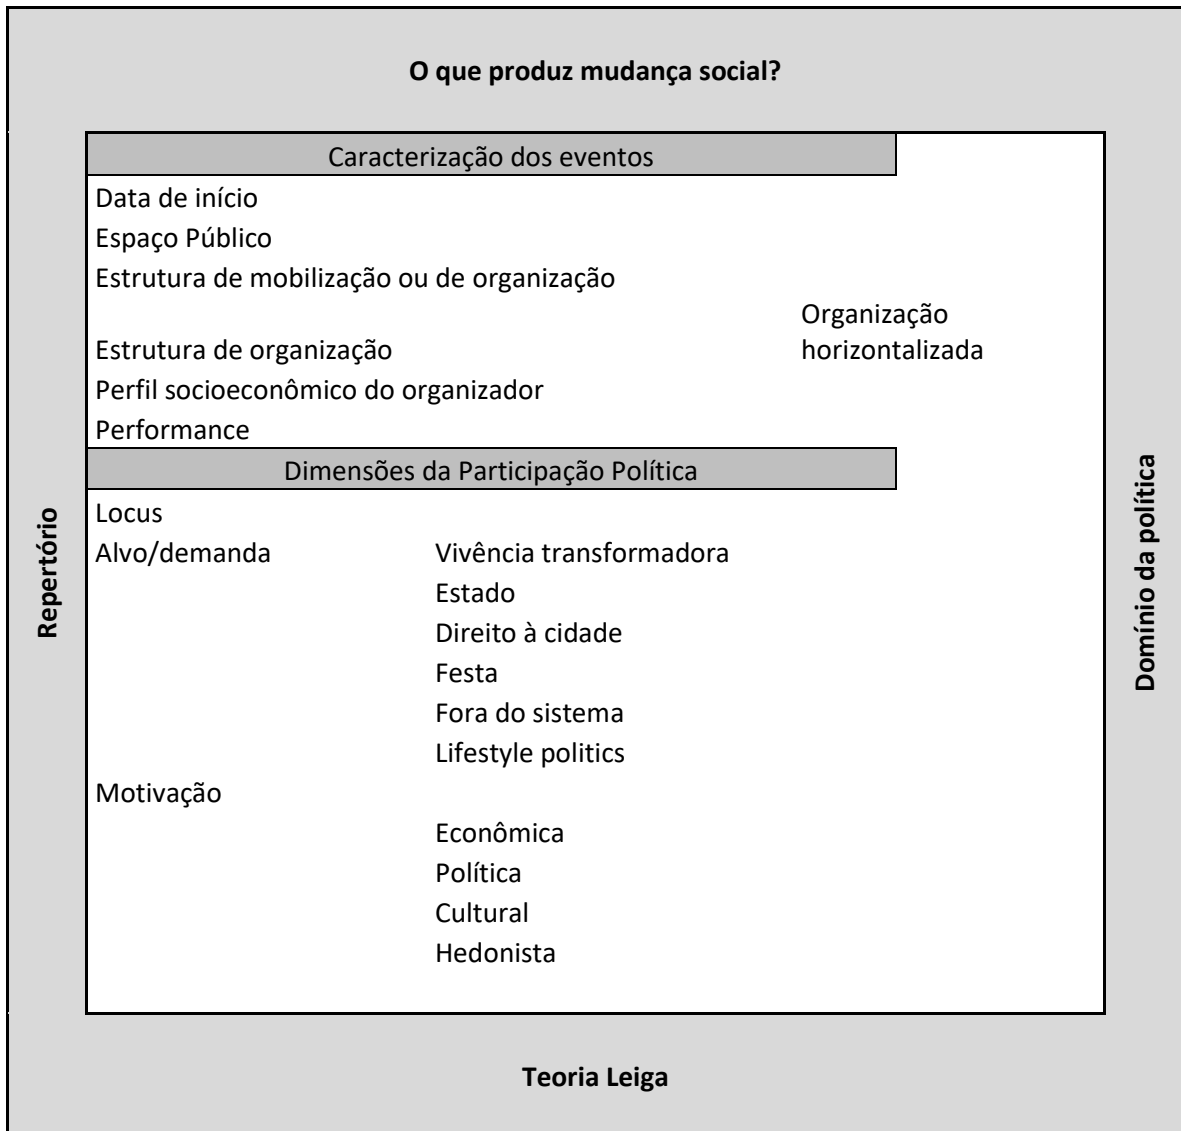 O que produz mudança social?
Caracterização dos eventos
Data de início
Espaço Público
Estrutura de mobilização ou de organização
Organização
Estrutura de organização horizontalizada
Perfil socioeconômico do organizador
Performance
Dimensões da Participação Política
Locus
Alvo/demanda Vivência transformadora
Estado
Direito à cidade
Festa
Fora do sistema
Lifestyle politics
Motivação
Econômica
Política
Cultural
Hedonista
Repertório
Domínio da política
Teoria Leiga